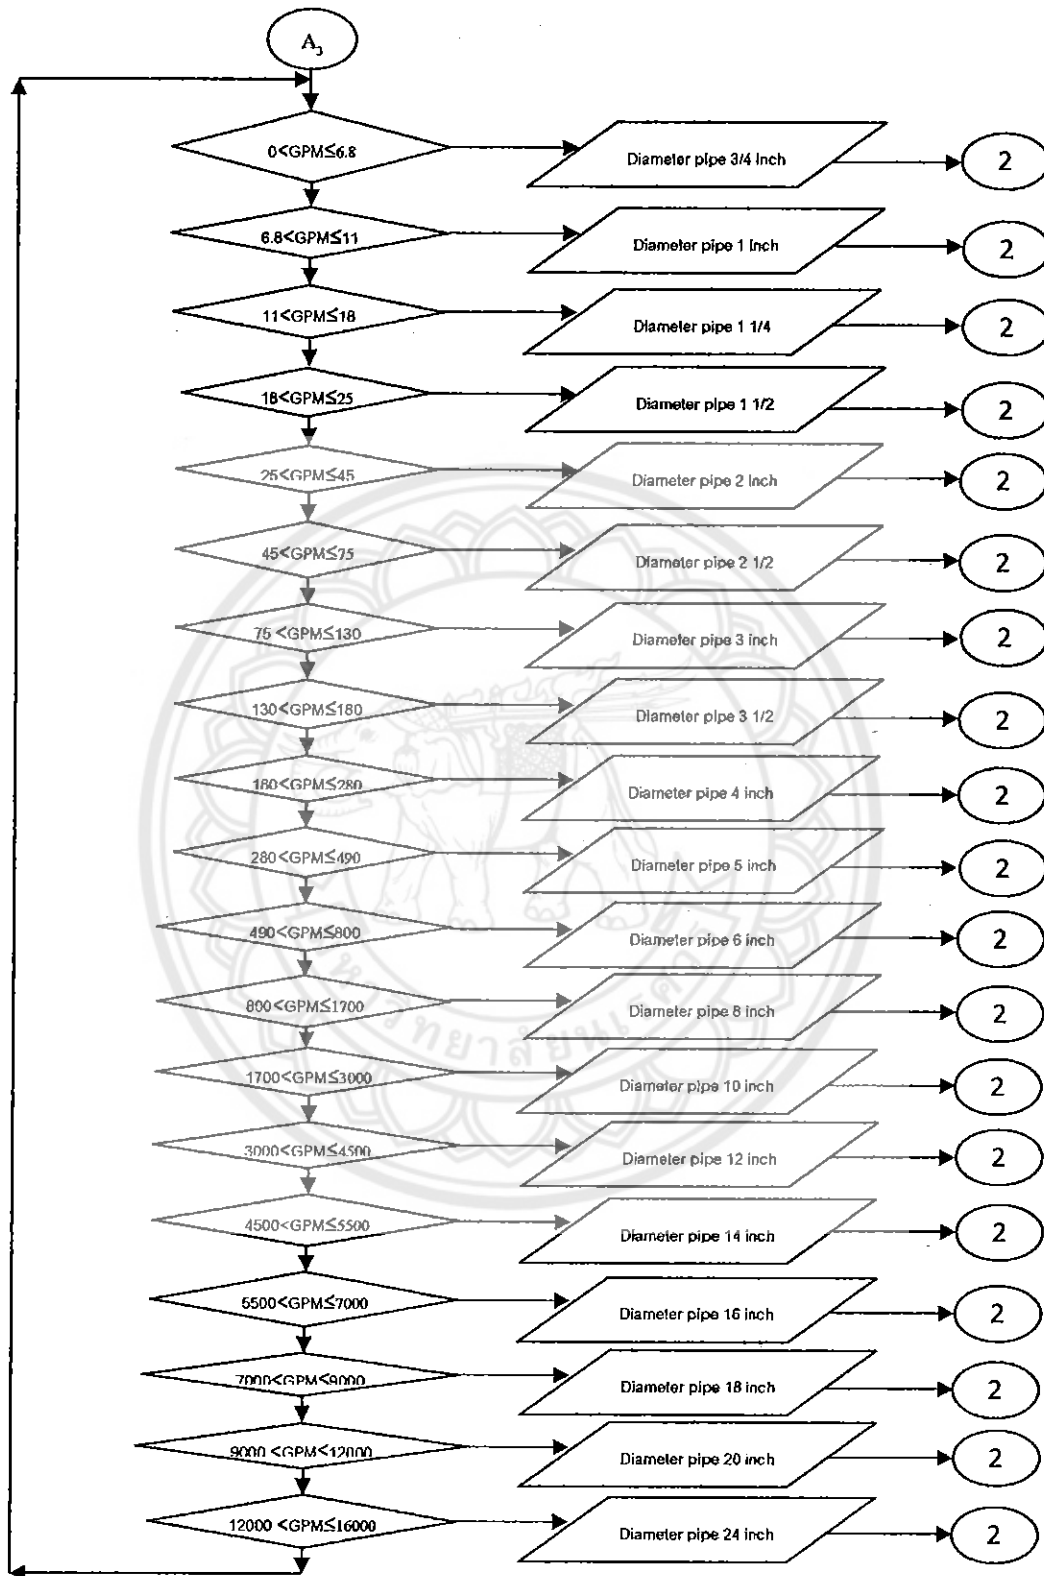 A3
0<GPM≤6.8
Diameter pipe 3/4 Inch
2
6.8<GPM≤11
Diameter pipe 1 Inch
2
11<GPM≤18
Diameter pipe 1 1/4
2
18<GPM≤25
Diameter pipe 1 1/2
2
25<GPM≤45
Diameter pipe 2 Inch
2
45<GPM≤75
Diameter pipe 2 1/2
2
75 <GPM≤130
Diameter pipe 3 inch
2
130<GPM≤180
Diameter pipe 3 1/2
2
180<GPM≤280
Diameter pipe 4 inch
2
280<GPM≤490
Diameter pipe 5 inch
2
490<GPM≤800
Diameter pipe 6 inch
2
800<GPM≤1700
Diameter pipe 8 inch
2
1700<GPM≤3000
Diameter pipe 10 inch
2
3000<GPM≤4500
Diameter pipe 12 inch
2
4500<GPM≤5500
Diameter pipe 14 inch
2
5500<GPM≤7000
Diameter pipe 16 inch
2
7000<GPM≤9000
Diameter pipe 18 inch
2
9000 <GPM≤12000
Diameter pipe 20 inch
2
12000 <GPM≤16000
Diameter pipe 24 inch
2